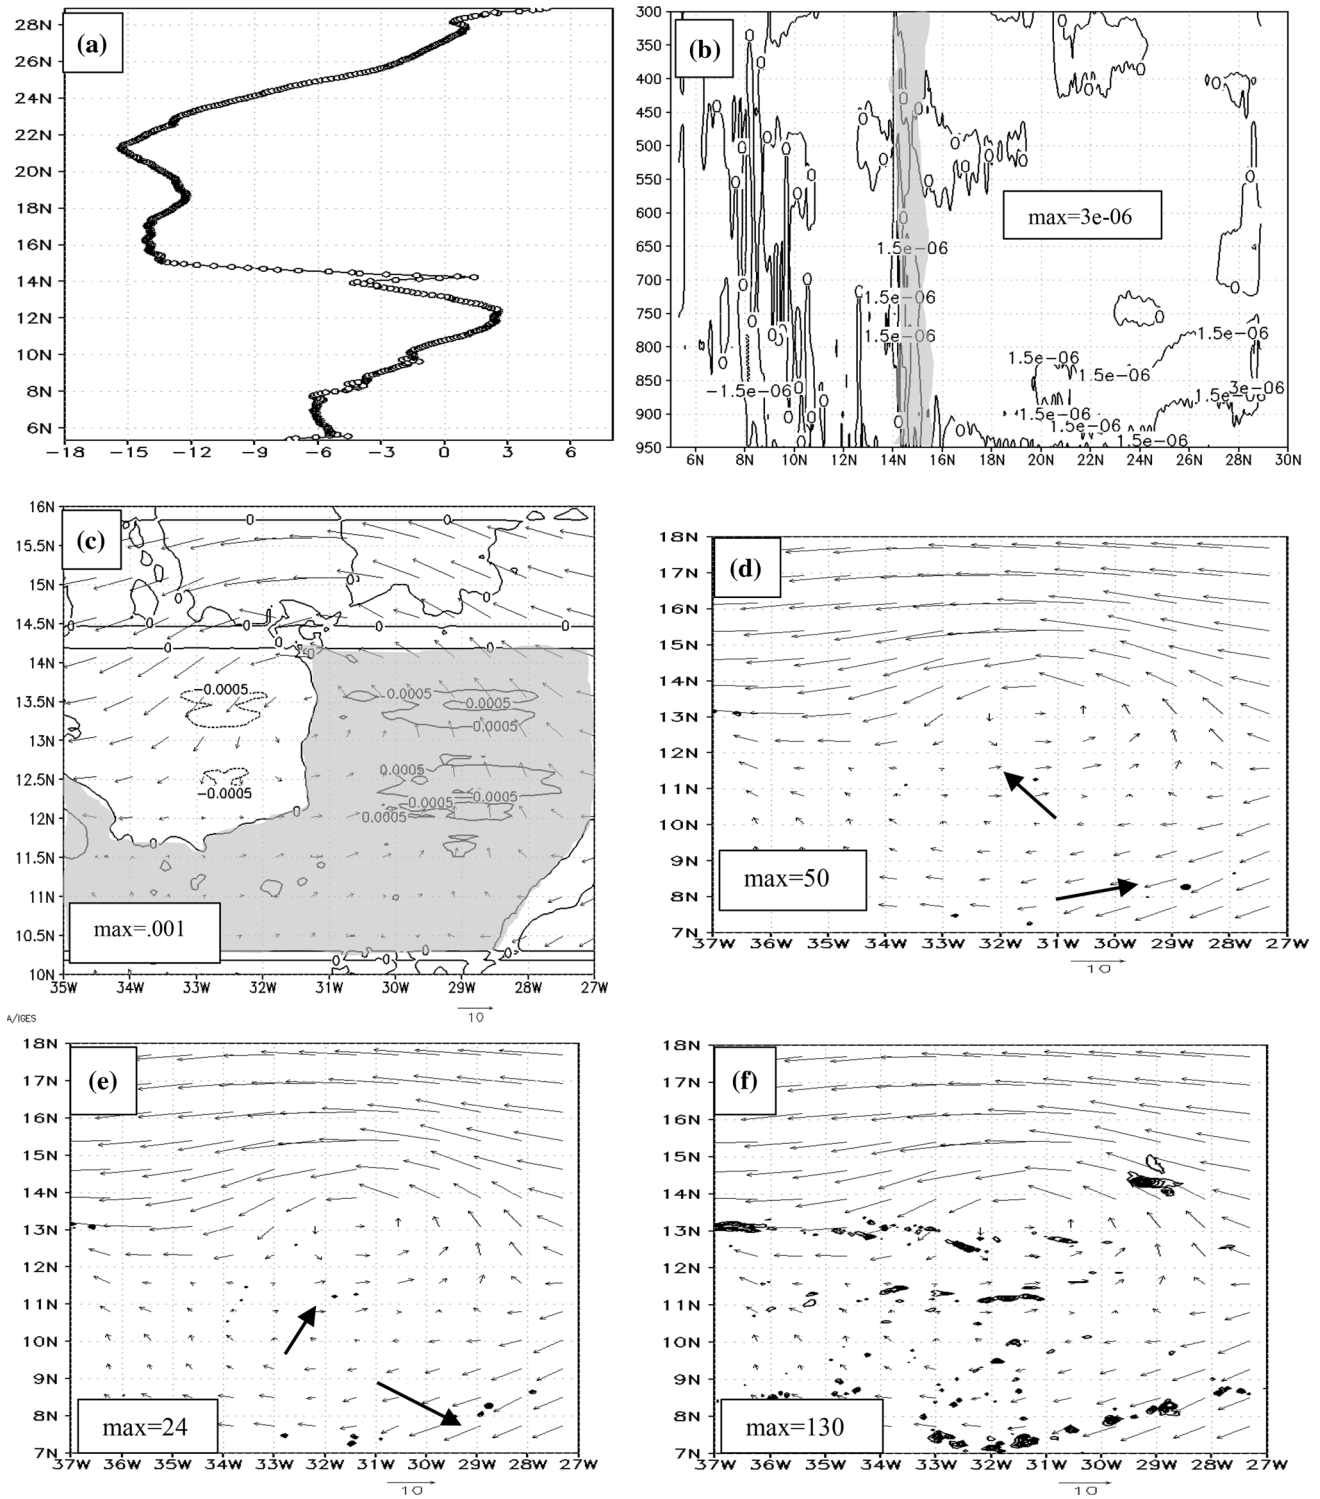 (a)
28N
26N
24N
22N
20N
18N
16N
14N
12N
10N
8N
6N
-18 -15 -12 -9 -6 -3 0 3 6
(b)
300
350
400
450
500
550
600
650
700
750
800
850
900
950
max=3e-06
1.5e-06
1.5e-06
1.5e-06
-1.5e-06
1.5e-06
1.5e-06
1.5e-06
1.5e-06
3e-06
1.5e-06
1.5e-06
1.5e-06
6N 8N 10N 12N 14N 16N 18N 20N 22N 24N 26N 28N 30N
(c)
16N
15.5N
15N
14.5N
14N
13.5N
13N
12.5N
12N
11.5N
11N
10.5N
10N
-0.0005
-0.0005
0.0005
0.0005
0.0005
0.0005
0.0005
0.0005
0.0005
max=.001
35W 34W 33W 32W 31W 30W 29W 28W 27W
10
A/IGES
(d)
18N
17N
16N
15N
14N
13N
12N
11N
10N
9N
8N
7N
max=50
37W 36W 35W 34W 33W 32W 31W 30W 29W 28W 27W
10
(e)
18N
17N
16N
15N
14N
13N
12N
11N
10N
9N
8N
7N
max=24
37W 36W 35W 34W 33W 32W 31W 30W 29W 28W 27W
10
(f)
18N
17N
16N
15N
14N
13N
12N
11N
10N
9N
8N
7N
max=130
37W 36W 35W 34W 33W 32W 31W 30W 29W 28W 27W
10